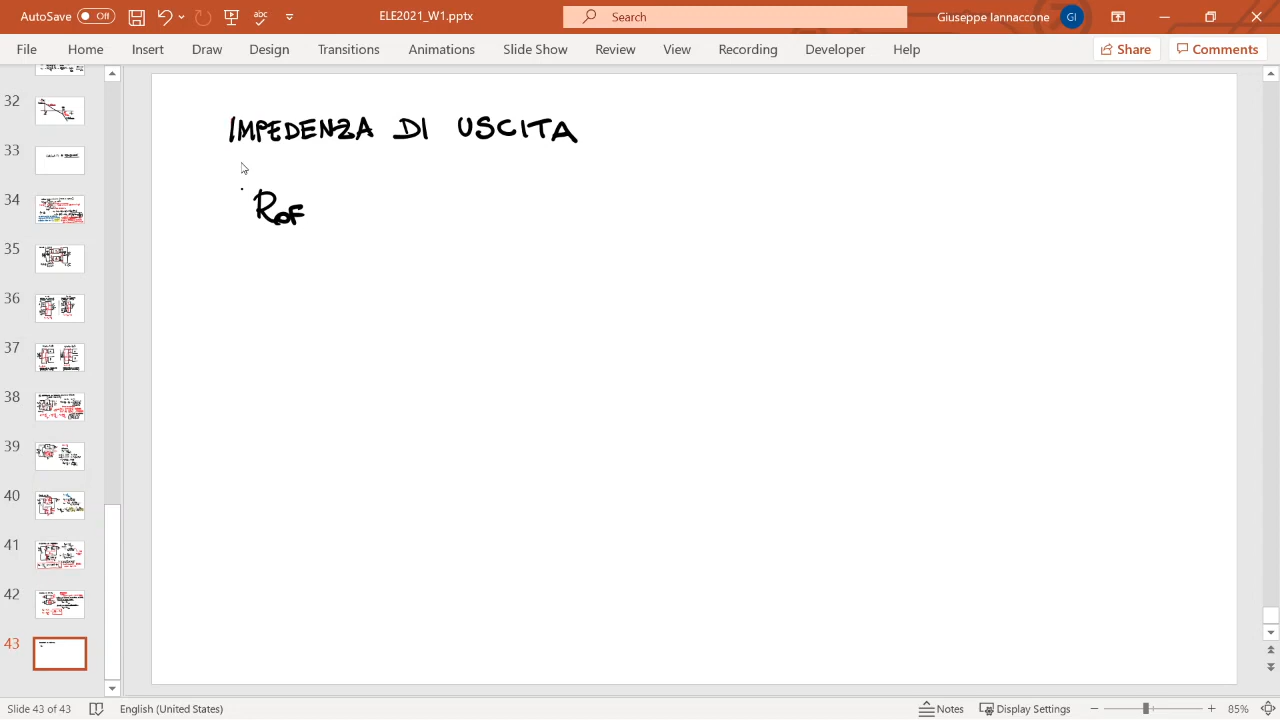 AutoSave Off ELE2021_W1.pptx Search Giuseppe Iannaccone GI
File Home Insert Draw Design Transitions Animations Slide Show Review View Recording Developer Help Share Comments
IMPEDENZA DI USCITA
ROF
32
33
34
35
36
37
38
39
40
41
42
43
Slide 43 of 43 English (United States) Notes Display Settings 85%